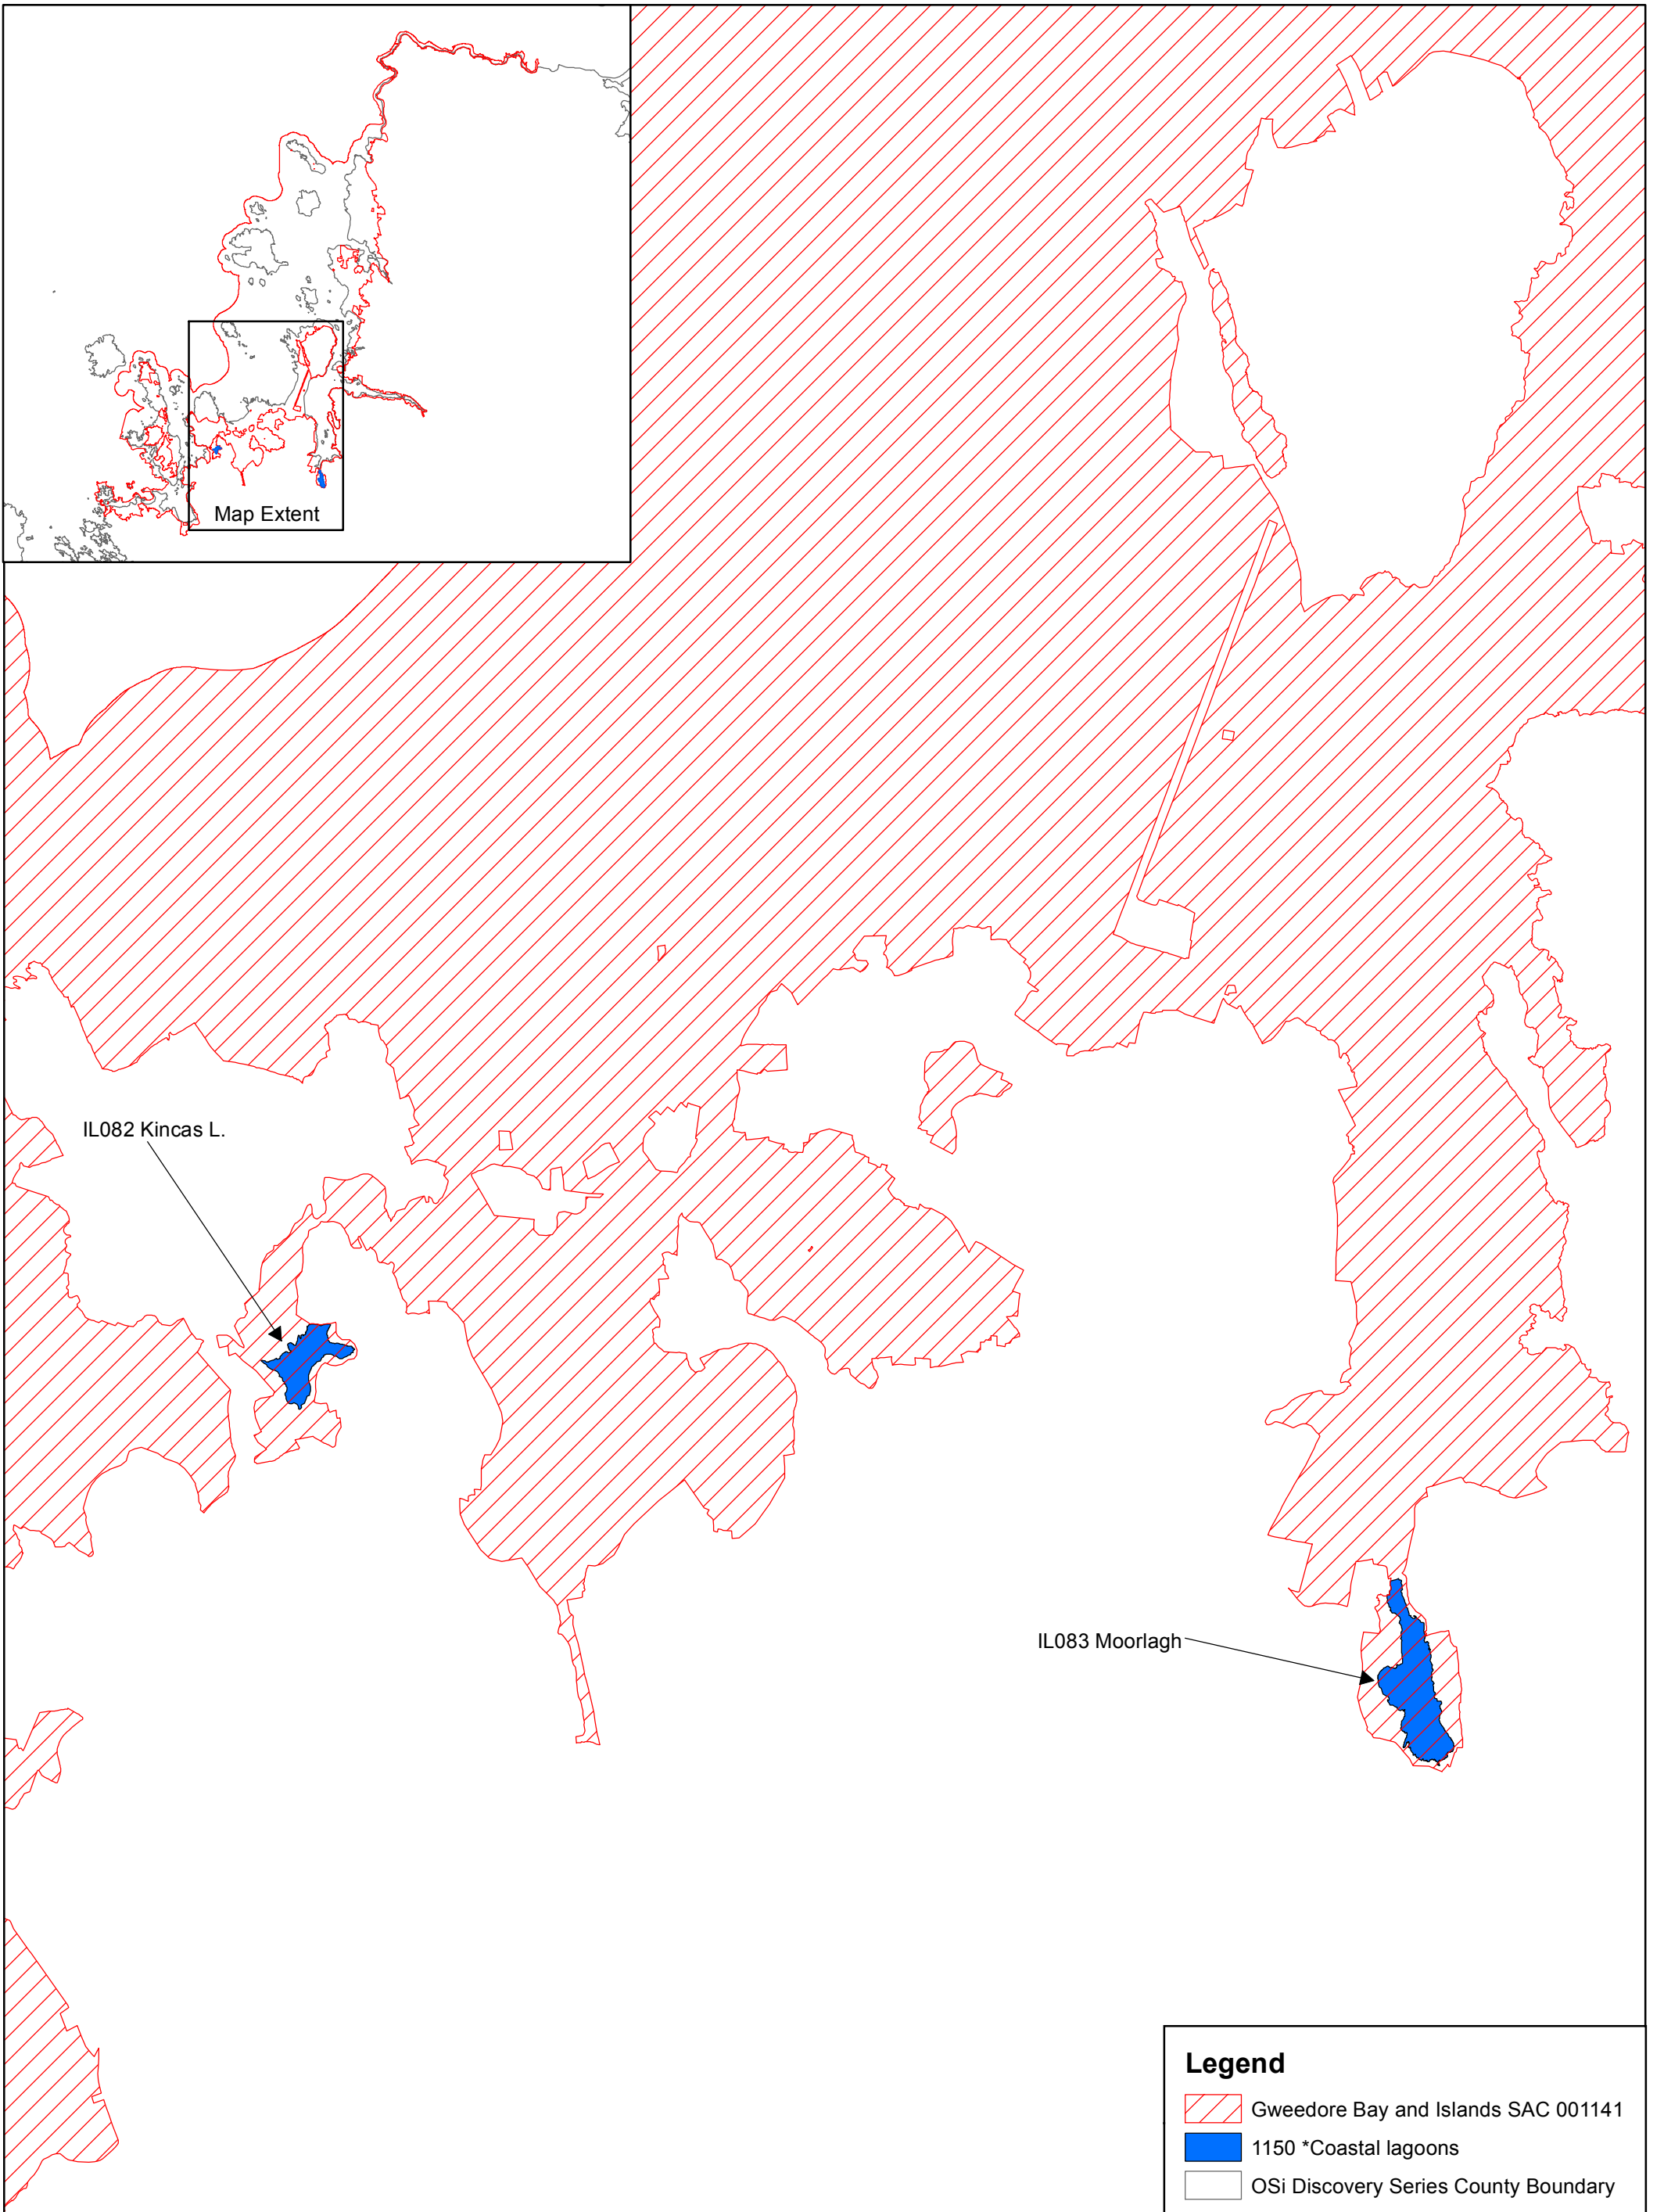 Map Extent
IL082 Kincas L.
IL083 Moorlagh
Legend
Gweedore Bay and Islands SAC 001141
1150 *Coastal lagoons
OSi Discovery Series County Boundary